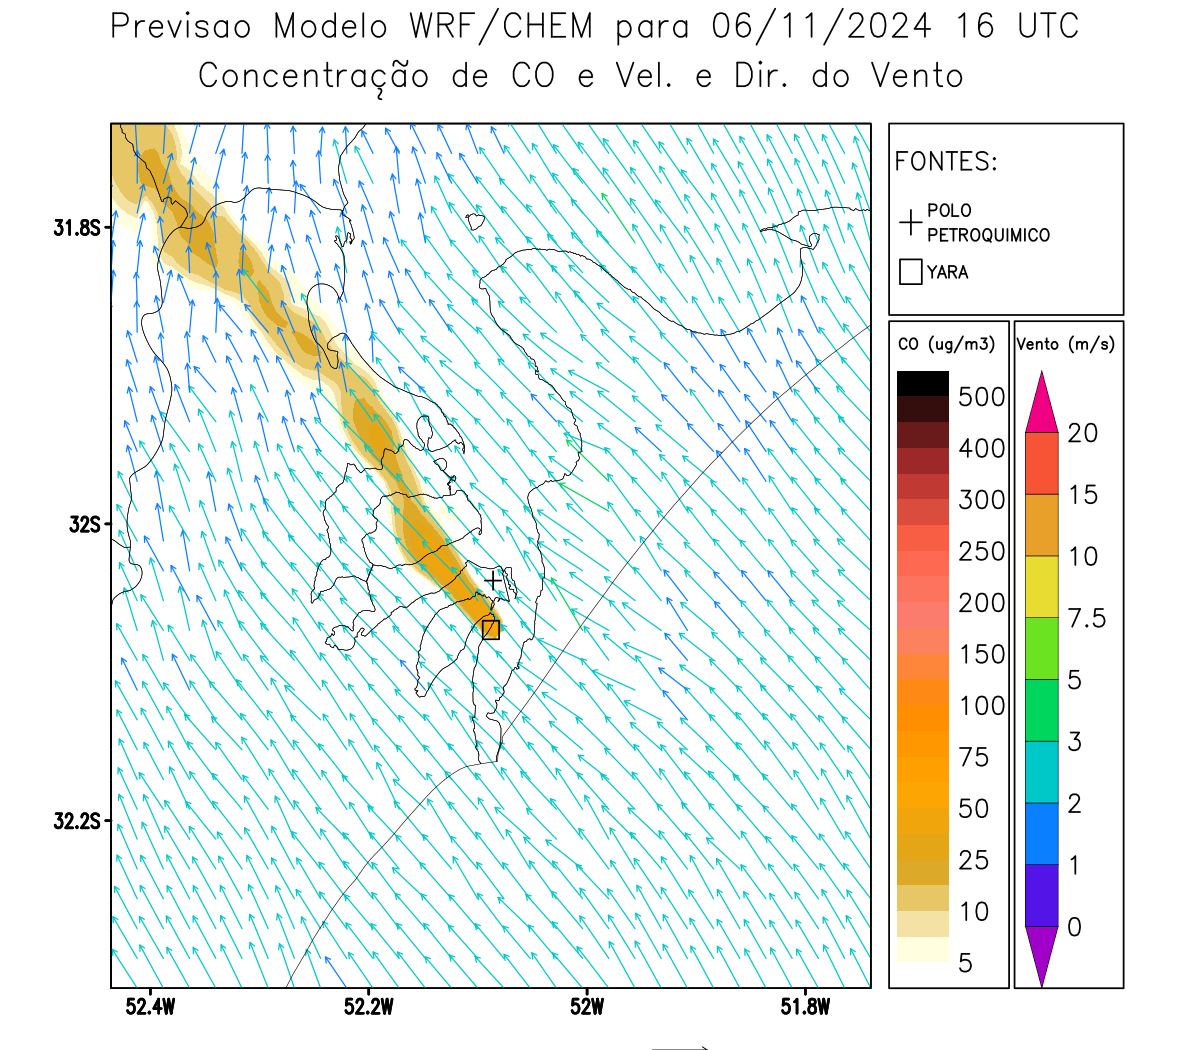 Previsao Modelo WRF/CHEM para 06/11/2024 16 UTC
Concentração de CO e Vel. e Dir. do Vento
FONTES:
POLO
PETROQUIMICO
YARA
CO (ug/m3)
500
400
300
250
200
150
100
75
50
25
10
5
Vento (m/s)
20
15
10
7.5
5
3
2
1
0
31.8S
32S
32.2S
52.4W
52.2W
52W
51.8W